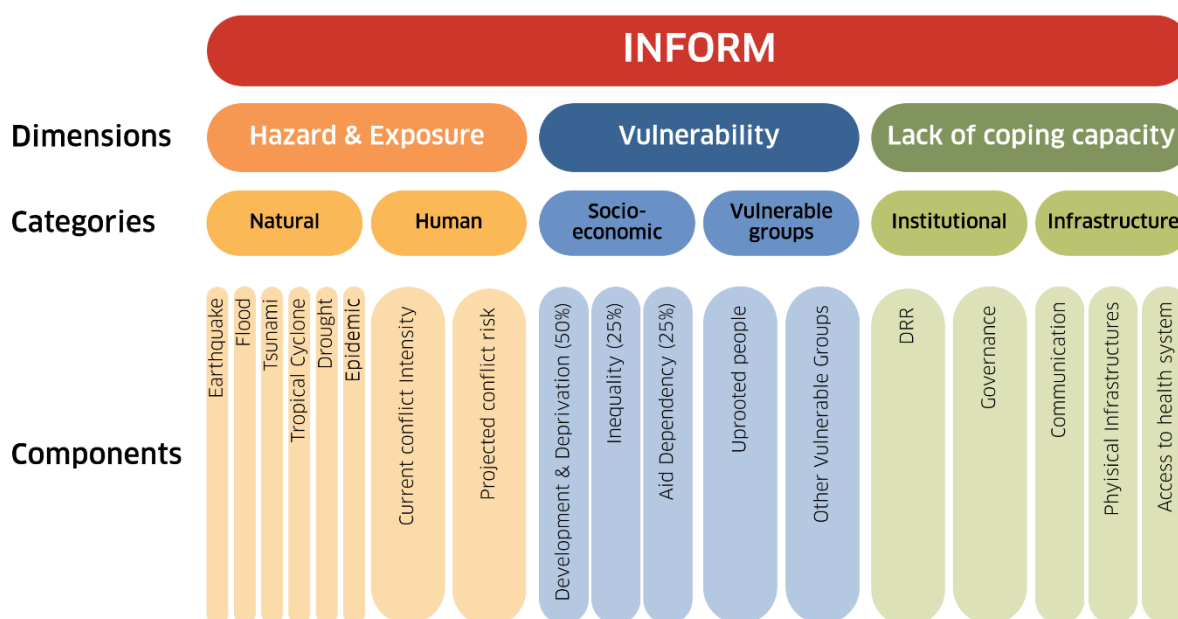 INFORM
Dimensions
Hazard & Exposure
Vulnerability
Lack of coping capacity
Categories
Natural
Human
Socio-
economic
Vulnerable
groups
Institutional
Infrastructure
Components
Earthquake
Flood
Tsunami
Tropical Cyclone
Drought
Epidemic
Current conflict Intensity
Projected conflict risk
Development & Deprivation (50%)
Inequality (25%)
Aid Dependency (25%)
Uprooted people
Other Vulnerable Groups
DRR
Governance
Communication
Phyisical Infrastructures
Access to health system